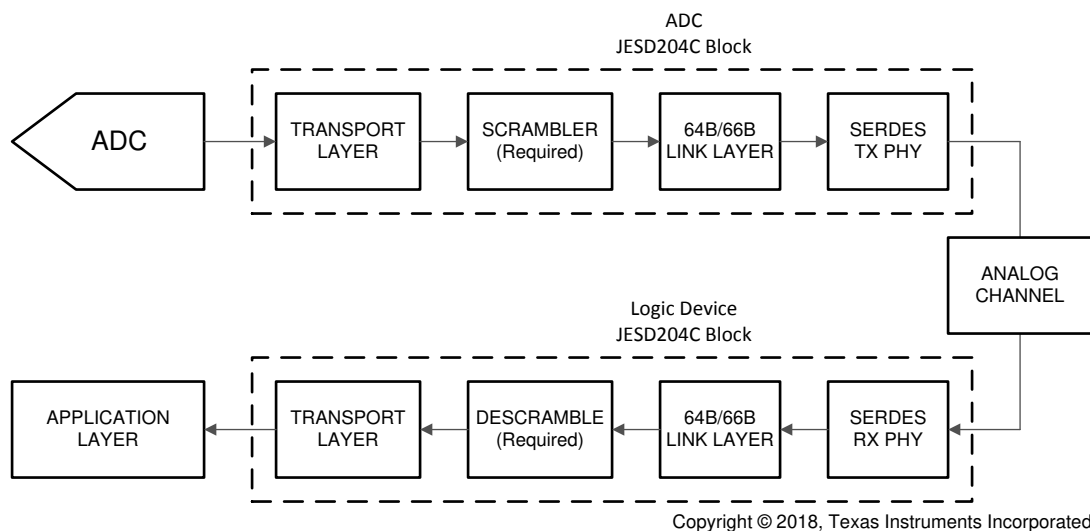 ADC
JESD204C Block
ADC
TRANSPORT
LAYER
SCRAMBLER
(Required)
64B/66B
LINK LAYER
SERDES
TX PHY
ANALOG
CHANNEL
Logic Device
JESD204C Block
APPLICATION
LAYER
TRANSPORT
LAYER
DESCRAMBLE
(Required)
64B/66B
LINK LAYER
SERDES
RX PHY
Copyright © 2018, Texas Instruments Incorporated